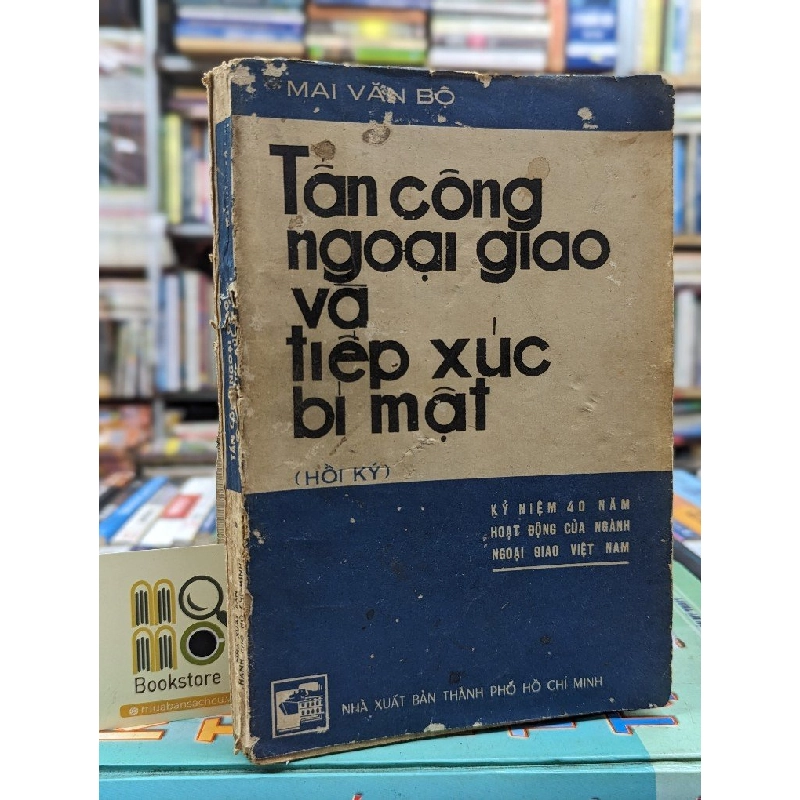 MAI VĂN BỘ
Tấn công
ngoại giao
và
tiếp xúc
bí mật
(HỒI KÝ)
KỶ NIỆM 40 NĂM
HOẠT ĐỘNG CỦA NGÀNH
NGOẠI GIAO VIỆT NAM
NHÀ XUẤT BẢN THÀNH PHỐ HỒ CHÍ MINH
Bookstore